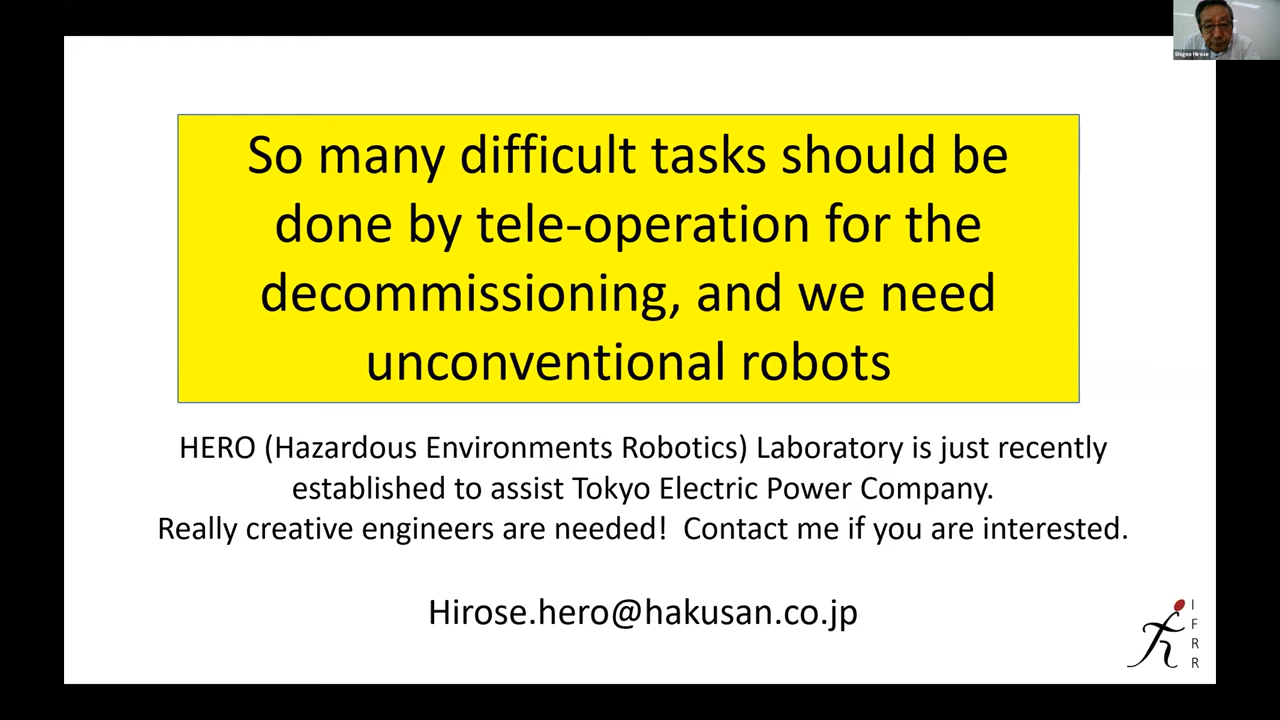 Shigeo Hirose
So many difficult tasks should be
done by tele-operation for the
decommissioning, and we need
unconventional robots
HERO (Hazardous Environments Robotics) Laboratory is just recently
established to assist Tokyo Electric Power Company.
Really creative engineers are needed!  Contact me if you are interested.
Hirose.hero@hakusan.co.jp
I
F
R
R